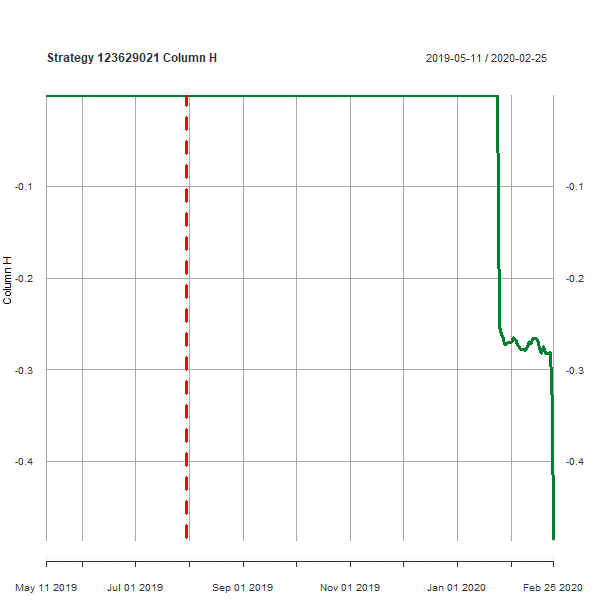 Strategy 123629021 Column H
2019-05-11 / 2020-02-25
-0.1
-0.1
-0.2
-0.2
Column H
-0.3
-0.3
-0.4
-0.4
May 11 2019
Jul 01 2019
Sep 01 2019
Nov 01 2019
Jan 01 2020
Feb 25 2020